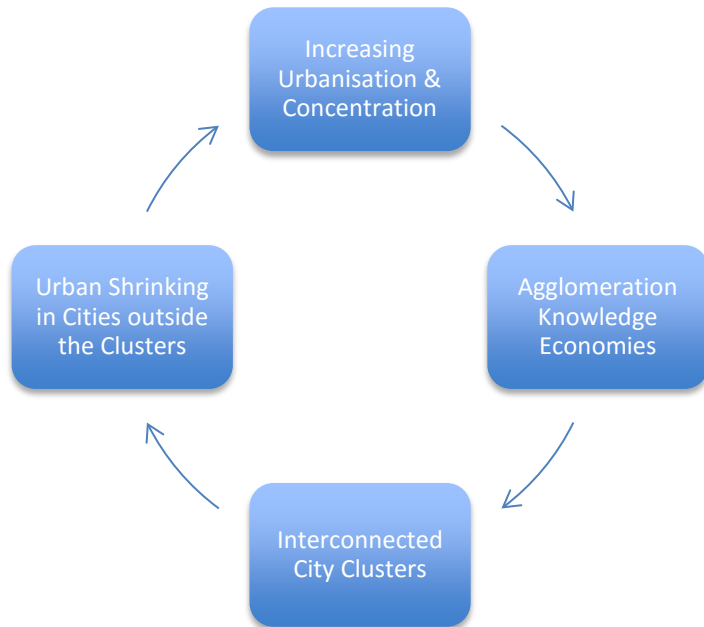 Increasing
Urbanisation &
Concentration
Agglomeration
Knowledge
Economies
Interconnected
City Clusters
Urban Shrinking
in Cities outside
the Clusters